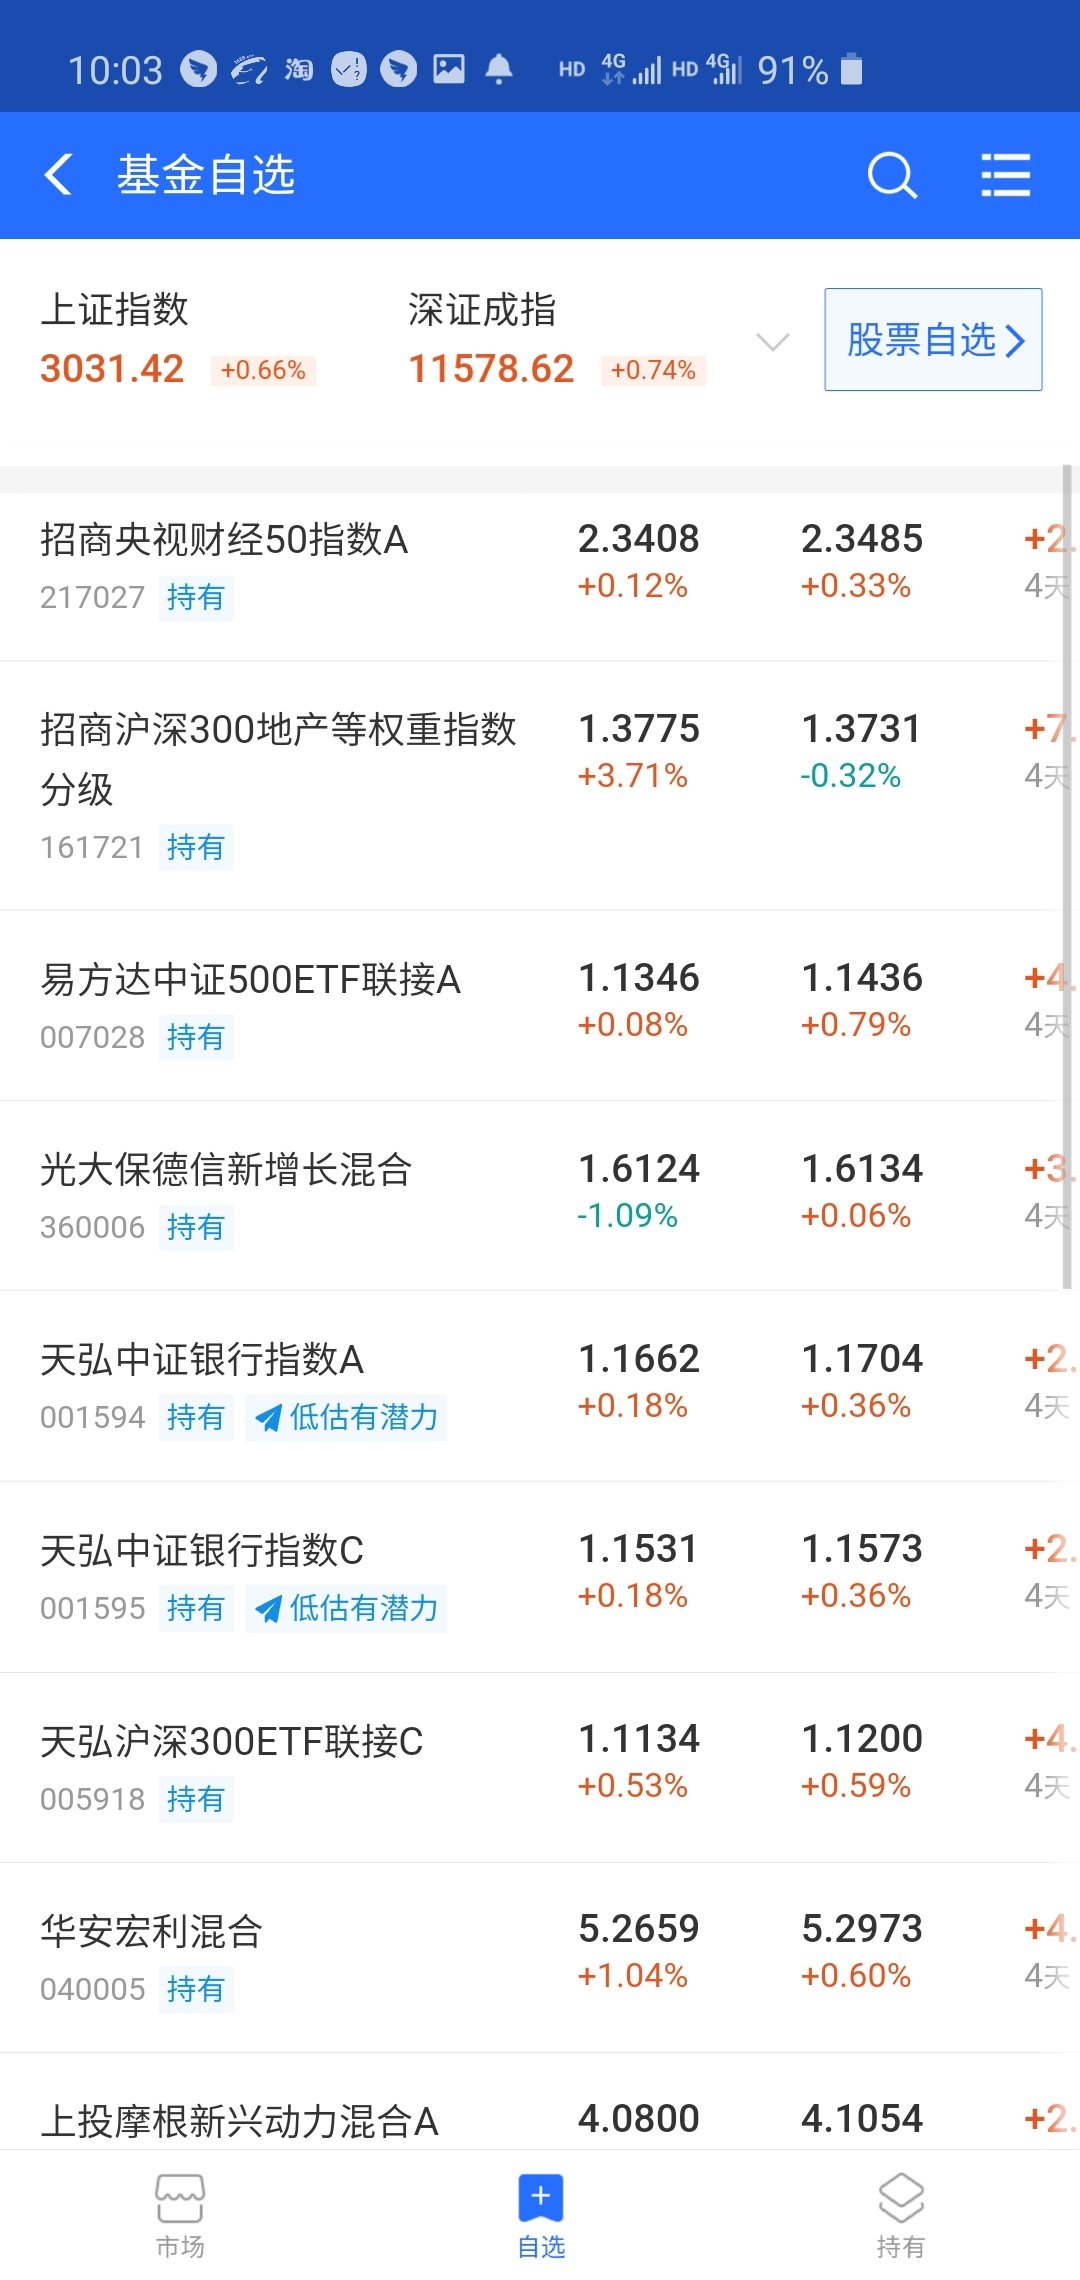 10:03 淘 HD 4G HD 4G 91%
基金自选
上证指数 深证成指
3031.42 +0.66% 11578.62 +0.74% 股票自选
招商央视财经50指数A 2.3408 2.3485 +2.
217027 持有 +0.12% +0.33% 4天
招商沪深300地产等权重指数 1.3775 1.3731 +7.
分级 +3.71% -0.32% 4天
161721 持有
易方达中证500ETF联接A 1.1346 1.1436 +4.
007028 持有 +0.08% +0.79% 4天
光大保德信新增长混合 1.6124 1.6134 +3.
360006 持有 -1.09% +0.06% 4天
天弘中证银行指数A 1.1662 1.1704 +2.
001594 持有 低估有潜力 +0.18% +0.36% 4天
天弘中证银行指数C 1.1531 1.1573 +2.
001595 持有 低估有潜力 +0.18% +0.36% 4天
天弘沪深300ETF联接C 1.1134 1.1200 +4.
005918 持有 +0.53% +0.59% 4天
华安宏利混合 5.2659 5.2973 +4.
040005 持有 +1.04% +0.60% 4天
上投摩根新兴动力混合A 4.0800 4.1054 +2.
市场 自选 持有